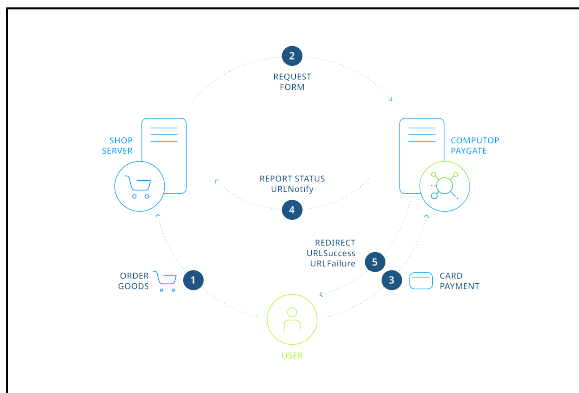 2
REQUEST
FORM
SHOP
SERVER
COMPUTOP
PAYGATE
REPORT STATUS
URLNotify
4
REDIRECT
URLSuccess
URLFailure
5
ORDER
GOODS
1
3
CARD
PAYMENT
USER